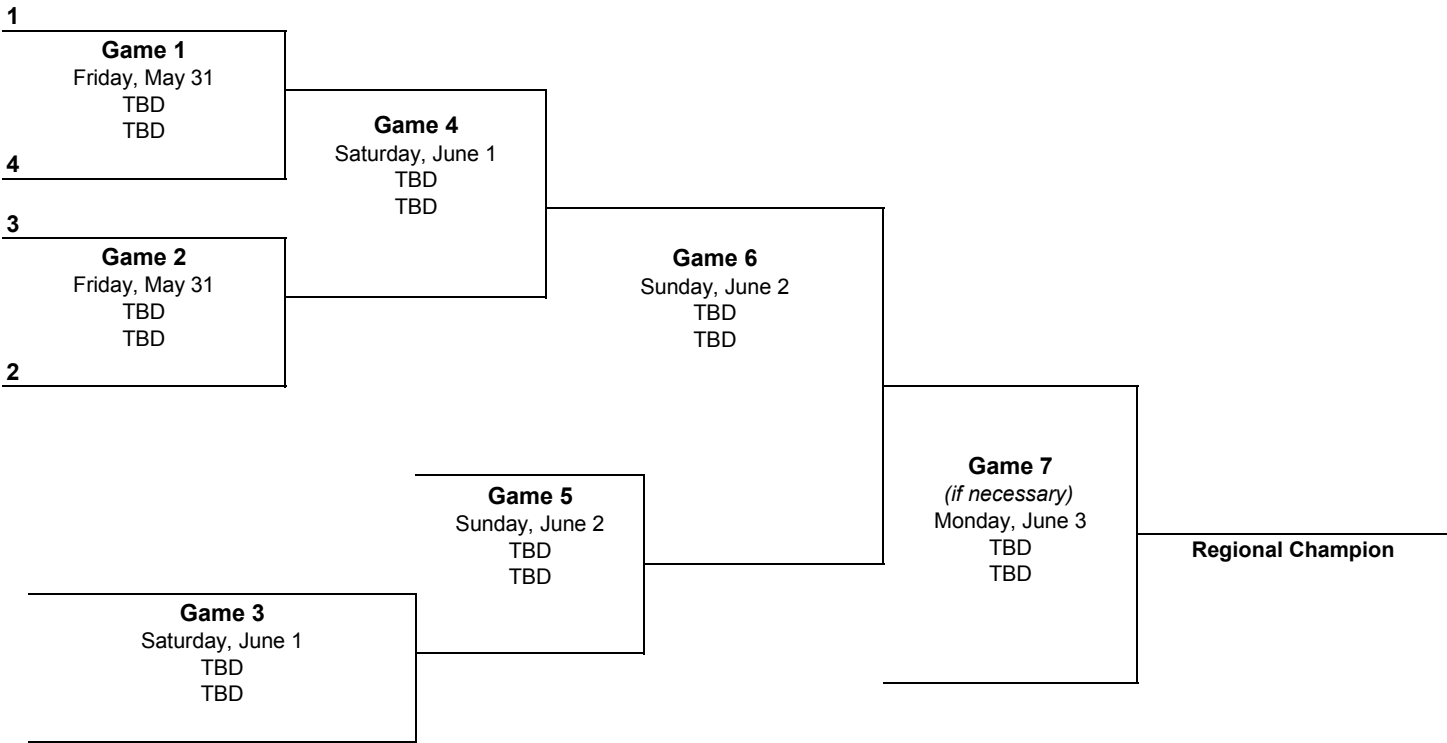 1
Game 1
Friday, May 31
TBD
TBD
4
3
Game 2
Friday, May 31
TBD
TBD
2
Game 4
Saturday, June 1
TBD
TBD
Game 6
Sunday, June 2
TBD
TBD
Game 5
Sunday, June 2
TBD
TBD
Game 3
Saturday, June 1
TBD
TBD
Game 7
(if necessary)
Monday, June 3
TBD
TBD
Regional Champion